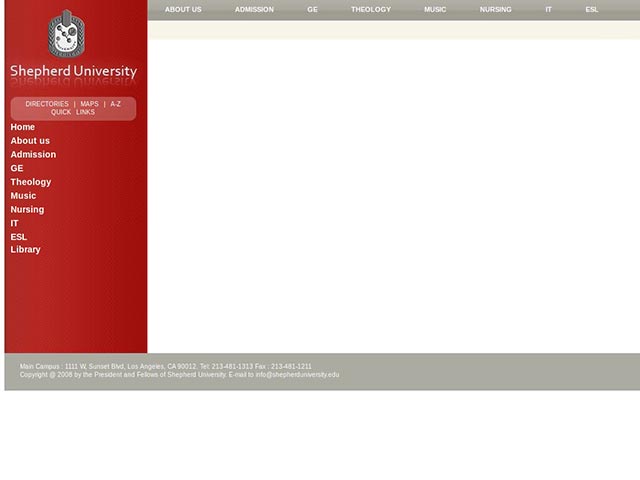 ABOUT US ADMISSION GE THEOLOGY MUSIC NURSING IT ESL
Shepherd University
DIRECTORIES | MAPS | A-Z
QUICK LINKS
Home
About us
Admission
GE
Theology
Music
Nursing
IT
ESL
Library
Main Campus : 1111 W, Sunset Blvd, Los Angeles, CA 90012. Tel: 213-481-1313 Fax : 213-481-1211
Copyright @ 2008 by the President and Fellows of Shepherd University. E-mail to info@shepherduniversity.edu